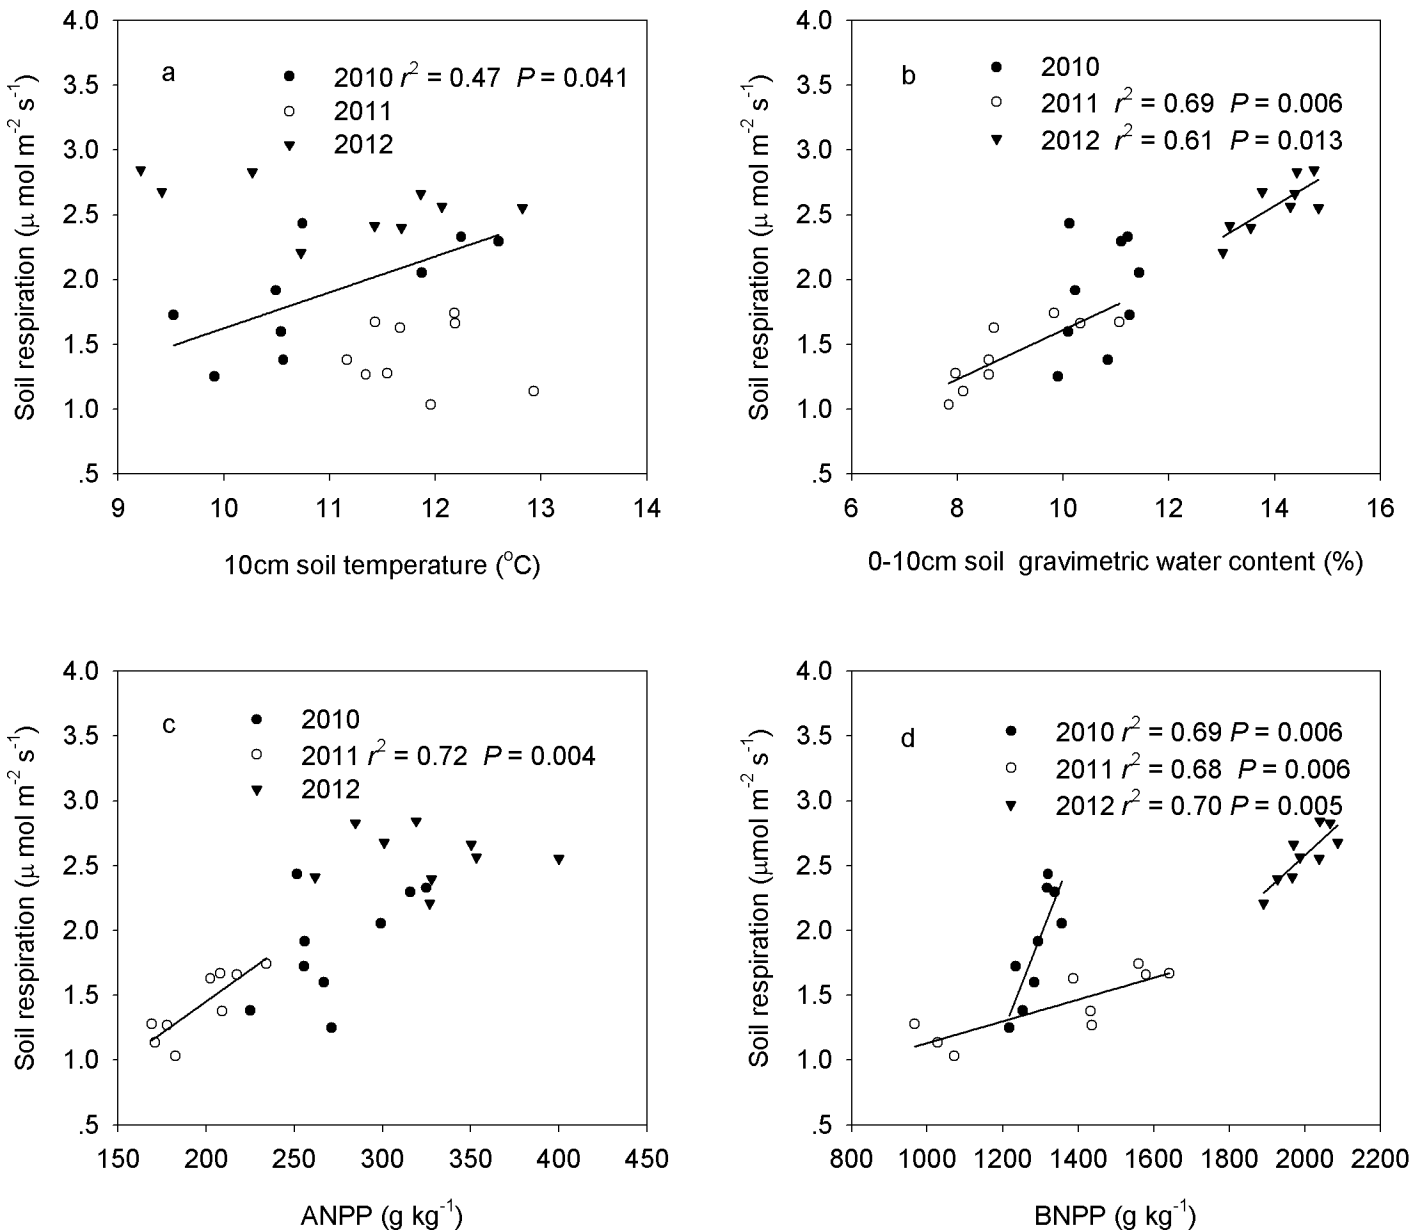 a
2010 r² = 0.47 P = 0.041
2011
2012
4.0
3.5
3.0
2.5
2.0
1.5
1.0
.5
Soil respiration (μ mol m⁻² s⁻¹)
9 10 11 12 13 14
10cm soil temperature (°C)
b
2010
2011 r² = 0.69 P = 0.006
2012 r² = 0.61 P = 0.013
4.0
3.5
3.0
2.5
2.0
1.5
1.0
.5
Soil respiration (μ mol m⁻² s⁻¹)
6 8 10 12 14 16
0-10cm soil gravimetric water content (%)
c
2010
2011 r² = 0.72 P = 0.004
2012
4.0
3.5
3.0
2.5
2.0
1.5
1.0
.5
Soil respiration (μ mol m⁻² s⁻¹)
150 200 250 300 350 400 450
ANPP (g kg⁻¹)
d
2010 r² = 0.69 P = 0.006
2011 r² = 0.68 P = 0.006
2012 r² = 0.70 P = 0.005
4.0
3.5
3.0
2.5
2.0
1.5
1.0
.5
Soil respiration (μmol m⁻² s⁻¹)
800 1000 1200 1400 1600 1800 2000 2200
BNPP (g kg⁻¹)